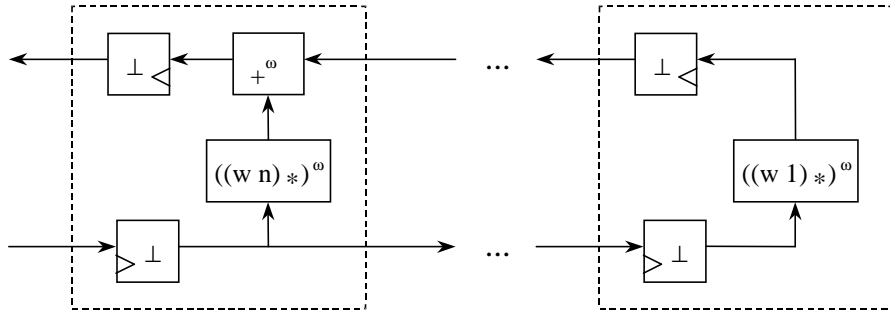 ⊥ +ω ... ⊥
((w n) *)ω ((w 1) *)ω
⊥ ... ⊥